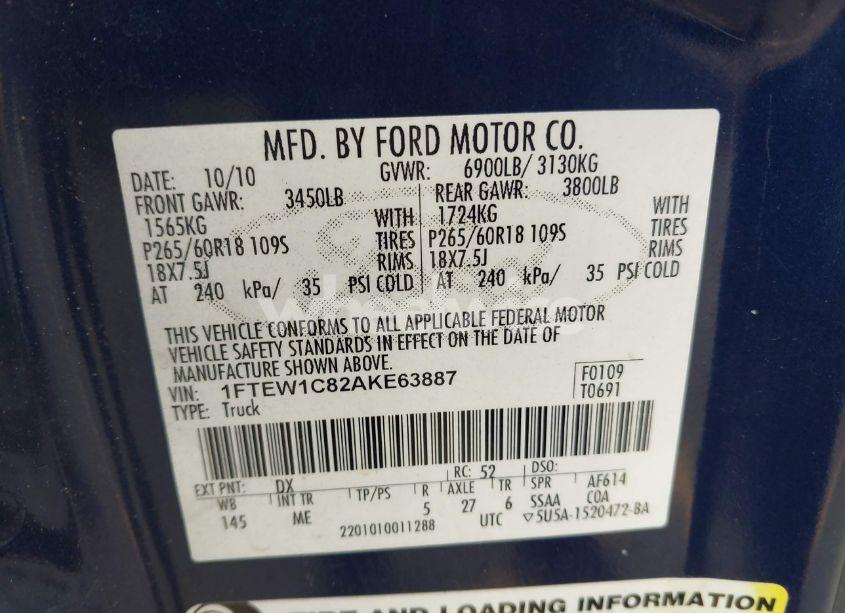 MFD. BY FORD MOTOR CO.
DATE: 10/10 GVWR: 6900LB/ 3130KG
FRONT GAWR: 3450LB REAR GAWR: 3800LB
1565KG WITH 1724KG WITH
P265/60R18 109S TIRES P265/60R18 109S TIRES
18X7.5J RIMS 18X7.5J RIMS
AT 240 kPa/ 35 PSI COLD AT 240 kPa/ 35 PSI COLD
THIS VEHICLE CONFORMS TO ALL APPLICABLE FEDERAL MOTOR
VEHICLE SAFETY STANDARDS IN EFFECT ON THE DATE OF
MANUFACTURE SHOWN ABOVE.
VIN: 1FTEW1C82AKE63887 F0109
TYPE: Truck T0691
EXT PNT: DX RC: 52 DSO:
WB INT TR TP/PS R AXLE TR SPR AF614
145 ME 5 27 6 SSAA COA
2201010011288 UTC ▽5U5A-1520472-BA
TIRE AND LOADING INFORMATION